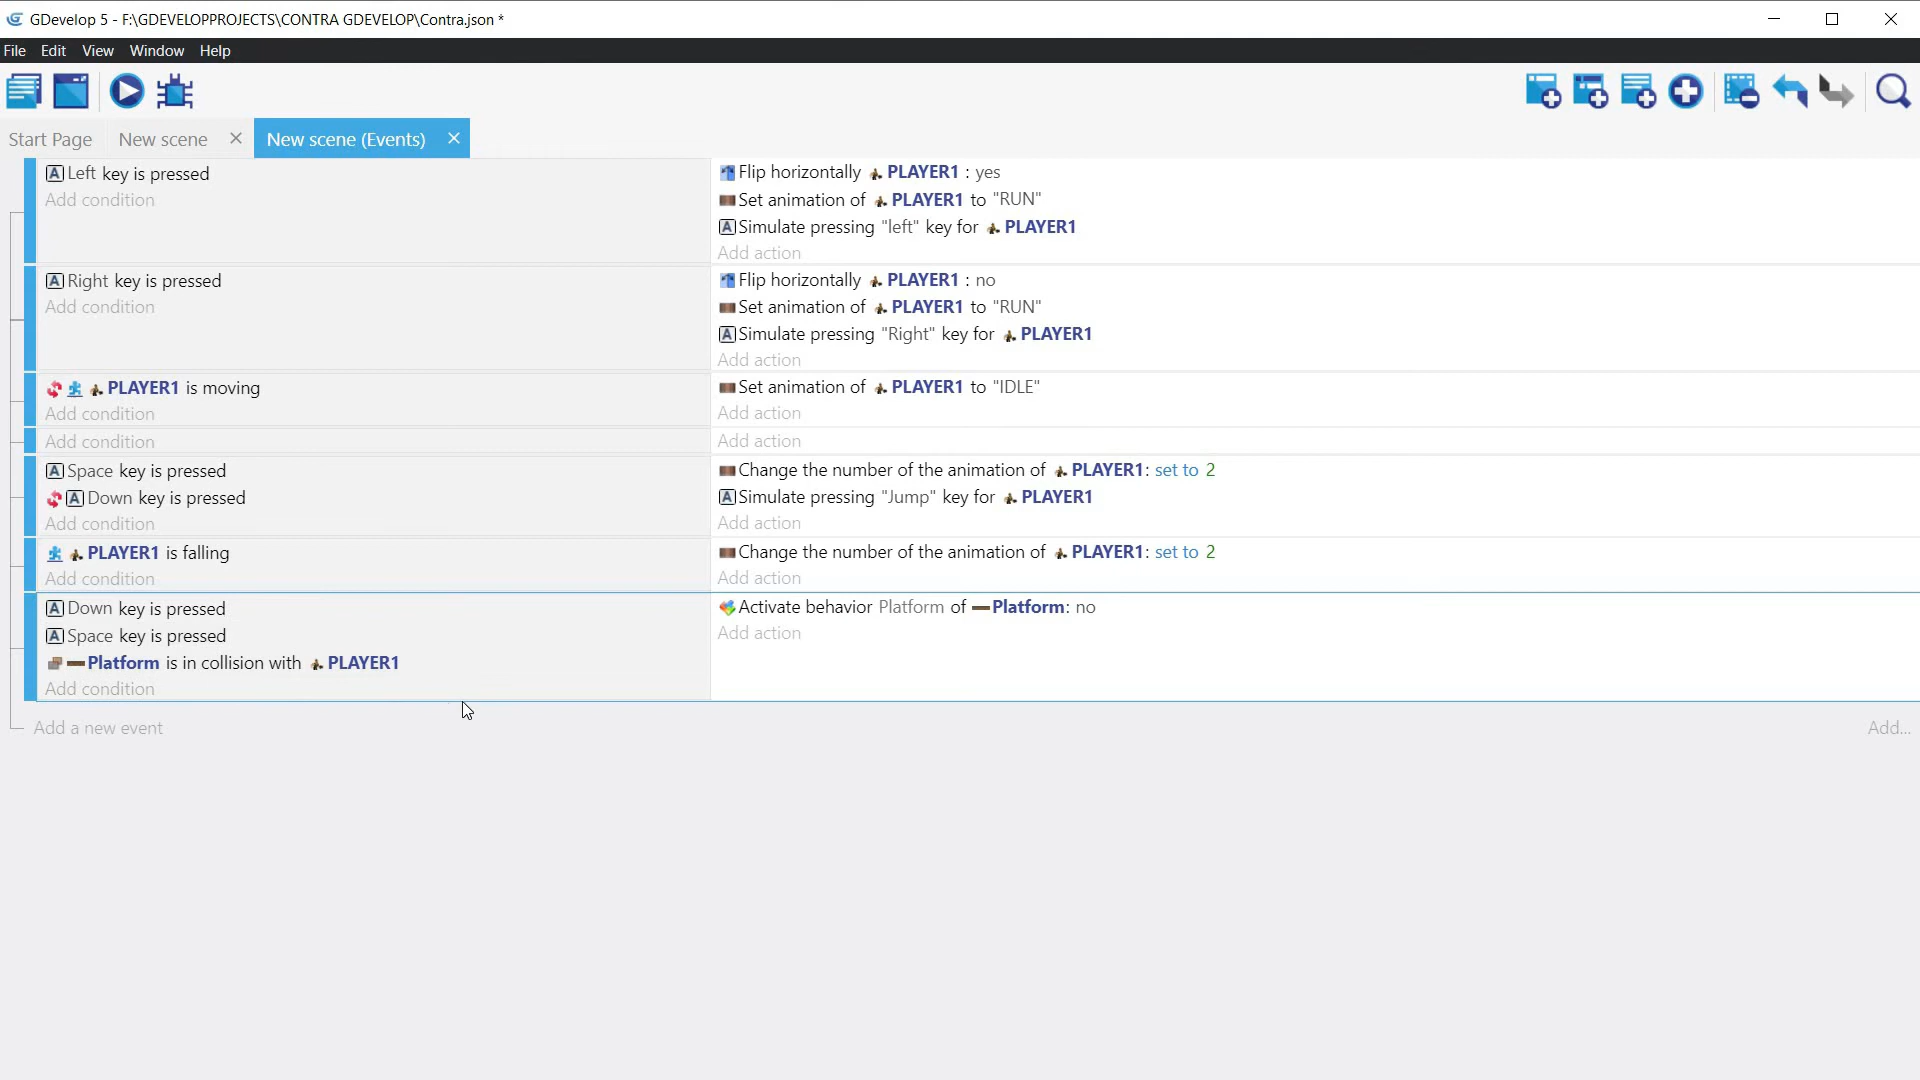 GDevelop 5 - F:\GDEVELOPPROJECTS\CONTRA GDEVELOP\Contra.json *
File Edit View Window Help
Start Page New scene New scene (Events)
Left key is pressed
Add condition
Flip horizontally PLAYER1 : yes
Set animation of PLAYER1 to "RUN"
Simulate pressing "left" key for PLAYER1
Add action
Right key is pressed
Add condition
Flip horizontally PLAYER1 : no
Set animation of PLAYER1 to "RUN"
Simulate pressing "Right" key for PLAYER1
Add action
PLAYER1 is moving
Add condition
Set animation of PLAYER1 to "IDLE"
Add action
Add condition
Add action
Space key is pressed
Down key is pressed
Add condition
Change the number of the animation of PLAYER1: set to 2
Simulate pressing "Jump" key for PLAYER1
Add action
PLAYER1 is falling
Add condition
Change the number of the animation of PLAYER1: set to 2
Add action
Down key is pressed
Space key is pressed
Platform is in collision with PLAYER1
Add condition
Activate behavior Platform of Platform: no
Add action
Add a new event
Add...